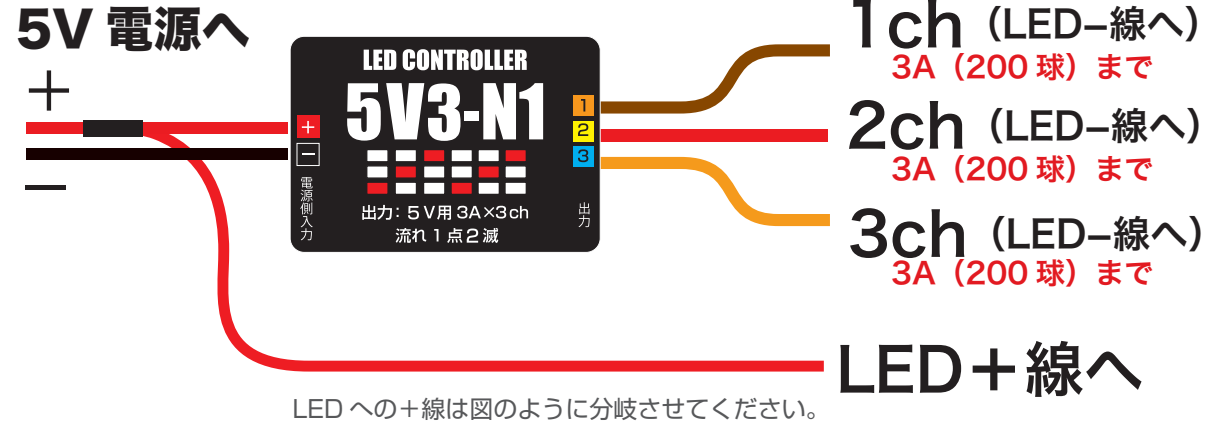 5V 電源へ
+
−
LED CONTROLLER
5V3-N1
+
−
電源側入力
1
2
3
出力
出力：５V用 3A×3ch
流れ１点２滅
1ch（LED−線へ）
3A（200 球）まで
2ch（LED−線へ）
3A（200 球）まで
3ch（LED−線へ）
3A（200 球）まで
LED＋線へ
LED への＋線は図のように分岐させてください。